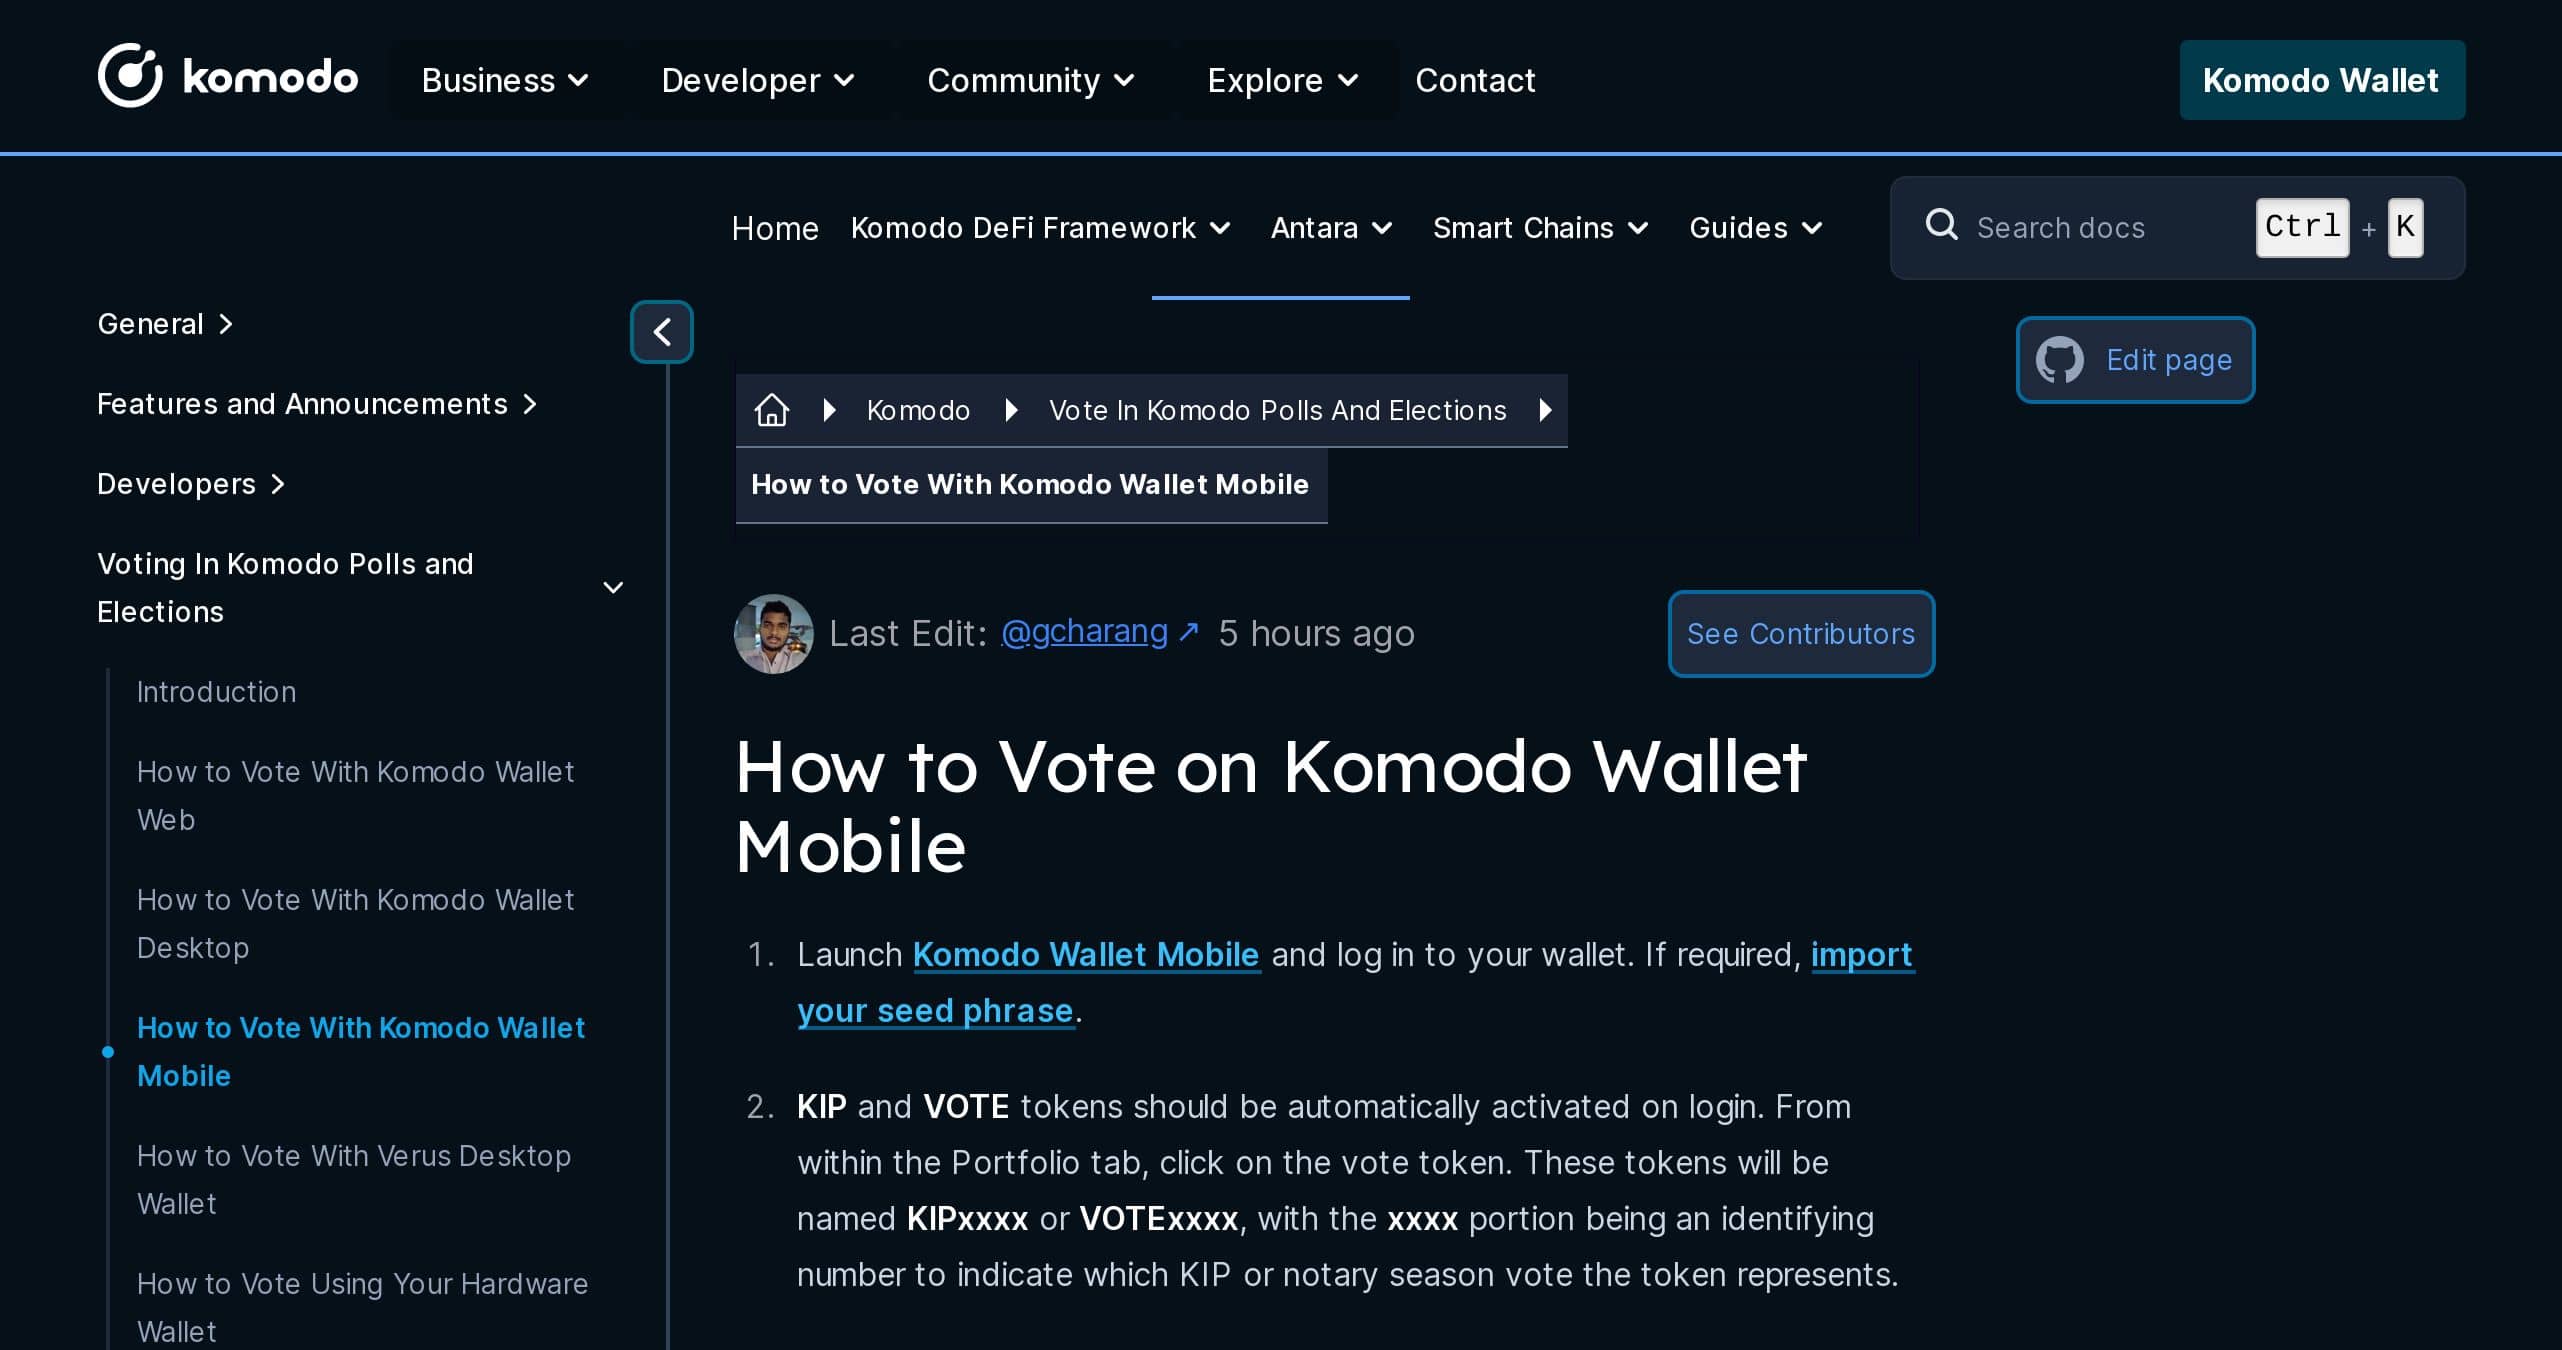 komodo
Business
Developer
Community
Explore
Contact
Komodo Wallet
Home
Komodo DeFi Framework
Antara
Smart Chains
Guides
Search docs
Ctrl + K
General
Features and Announcements
Developers
Voting In Komodo Polls and
Elections
Introduction
How to Vote With Komodo Wallet
Web
How to Vote With Komodo Wallet
Desktop
How to Vote With Komodo Wallet
Mobile
How to Vote With Verus Desktop
Wallet
How to Vote Using Your Hardware
Wallet
Edit page
Komodo
Vote In Komodo Polls And Elections
How to Vote With Komodo Wallet Mobile
Last Edit: @gcharang ↗ 5 hours ago
See Contributors
How to Vote on Komodo Wallet
Mobile
1. Launch Komodo Wallet Mobile and log in to your wallet. If required, import
your seed phrase.
2. KIP and VOTE tokens should be automatically activated on login. From
within the Portfolio tab, click on the vote token. These tokens will be
named KIPxxxx or VOTExxxx, with the xxxx portion being an identifying
number to indicate which KIP or notary season vote the token represents.